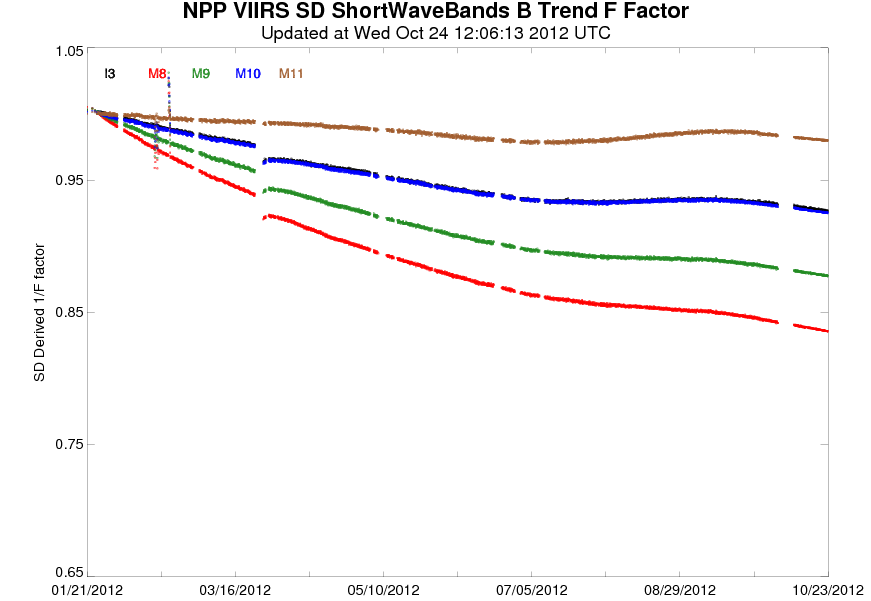 NPP VIIRS SD ShortWaveBands B Trend F Factor
Updated at Wed Oct 24 12:06:13 2012 UTC
1.05
I3 M8 M9 M10 M11
1.00
0.95
SD Derived 1/F factor
0.85
0.75
0.65
01/21/2012 03/16/2012 05/10/2012 07/05/2012 08/29/2012 10/23/2012